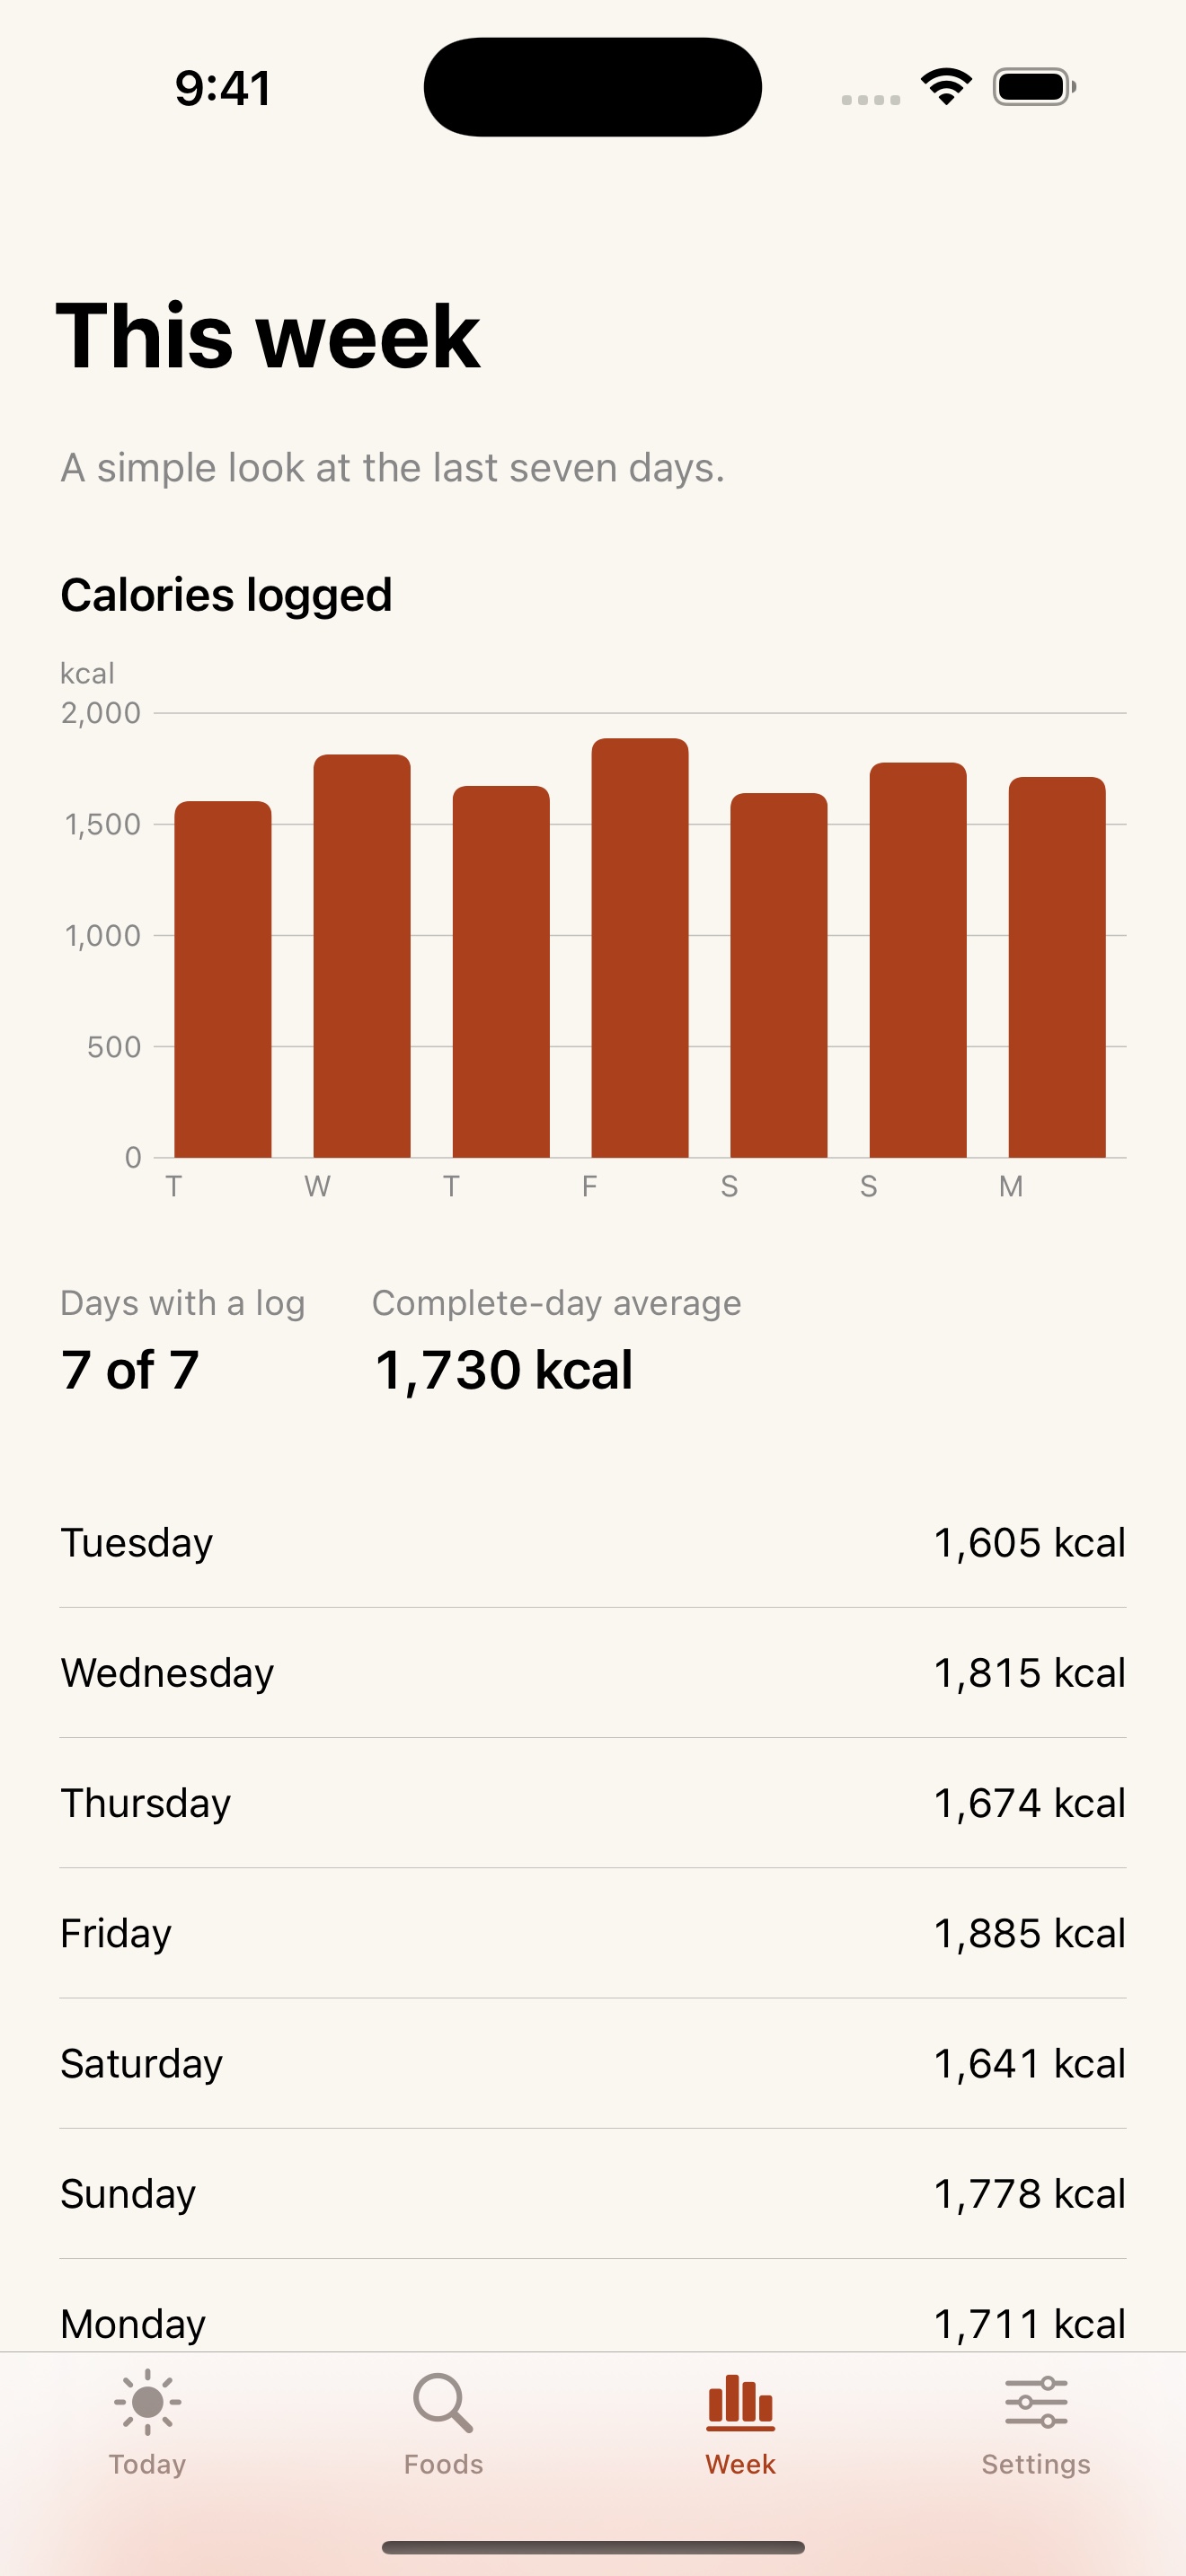 9:41
This week
A simple look at the last seven days.
Calories logged
kcal
2,000
1,500
1,000
500
0
T W T F S S M
Days with a log Complete-day average
7 of 7 1,730 kcal
Tuesday 1,605 kcal
Wednesday 1,815 kcal
Thursday 1,674 kcal
Friday 1,885 kcal
Saturday 1,641 kcal
Sunday 1,778 kcal
Monday 1,711 kcal
Today Foods Week Settings